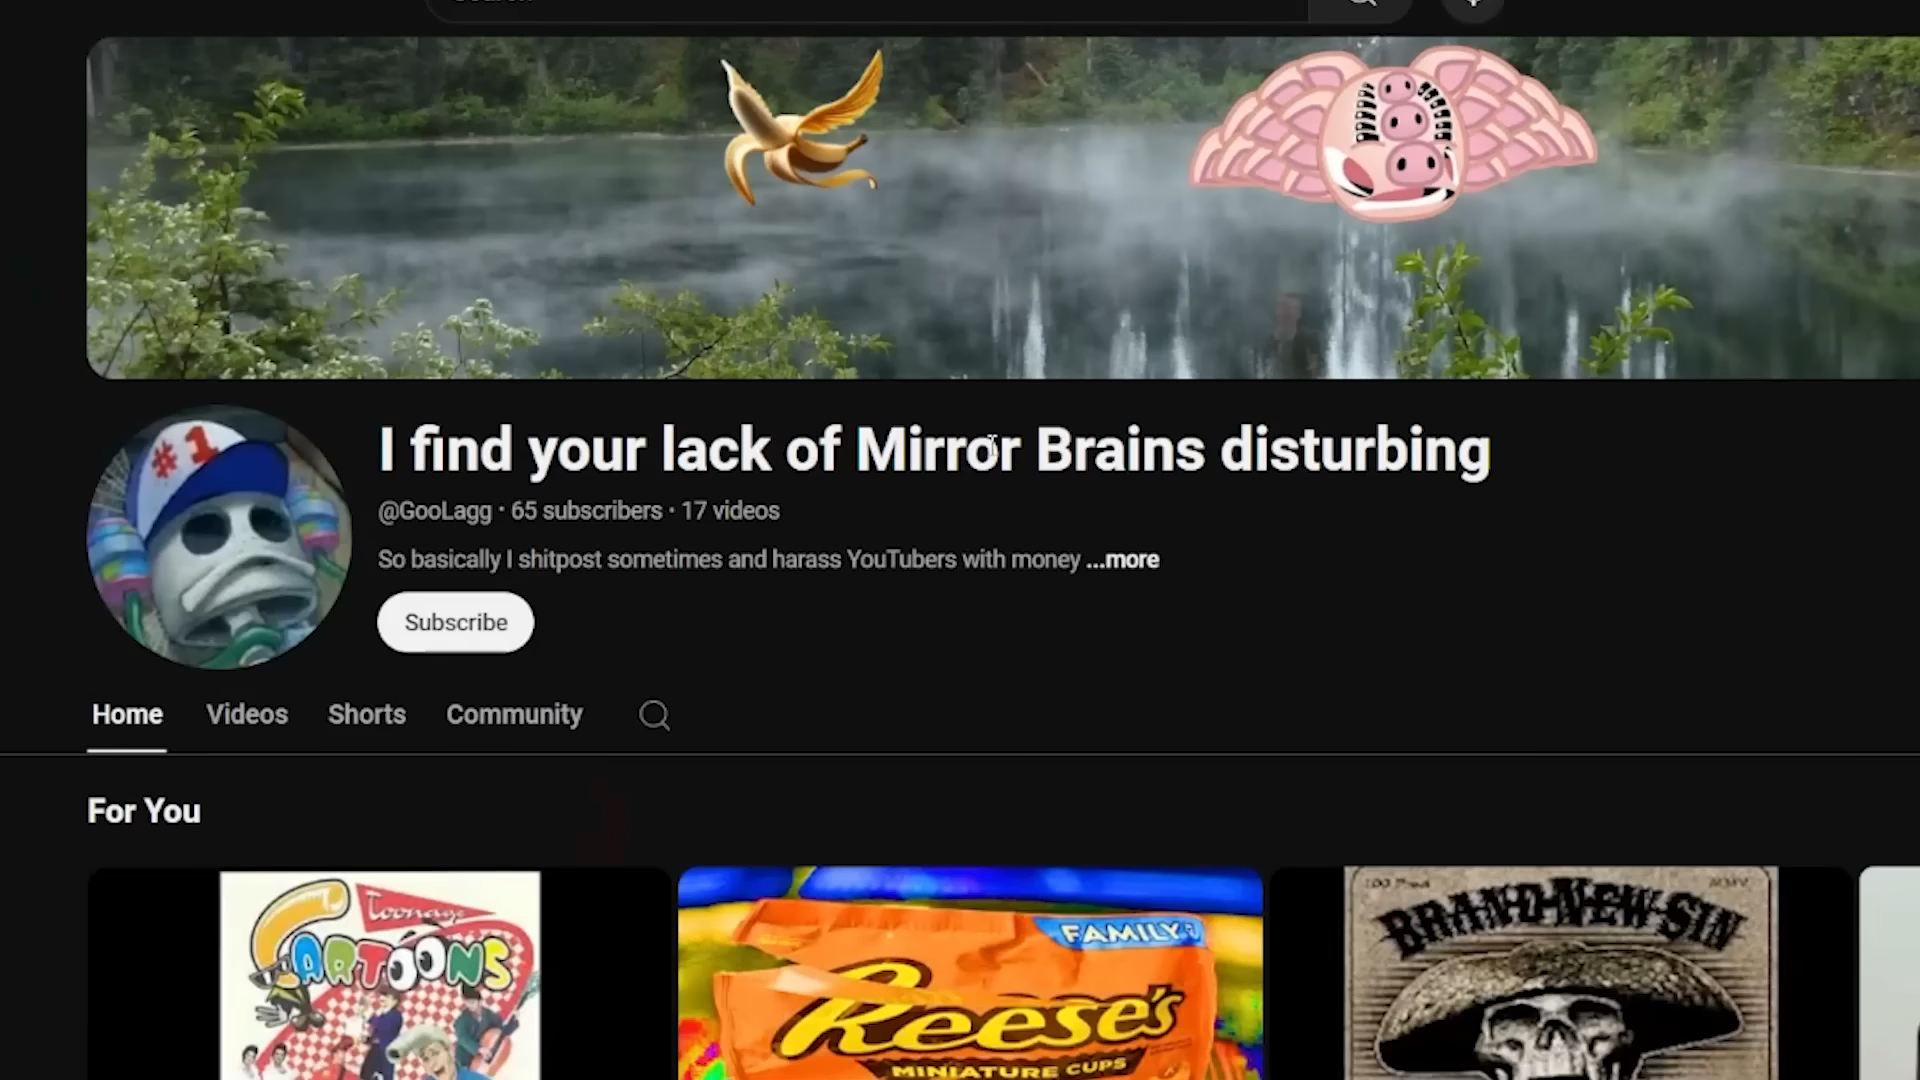 I find your lack of Mirror Brains disturbing
@GooLagg · 65 subscribers · 17 videos
So basically I shitpost sometimes and harass YouTubers with money ...more
Subscribe
Home Videos Shorts Community
For You
#1
Toonage
CARTOONS
FAMILY
Reese's
MINIATURE CUPS
BRAND NEW SIN